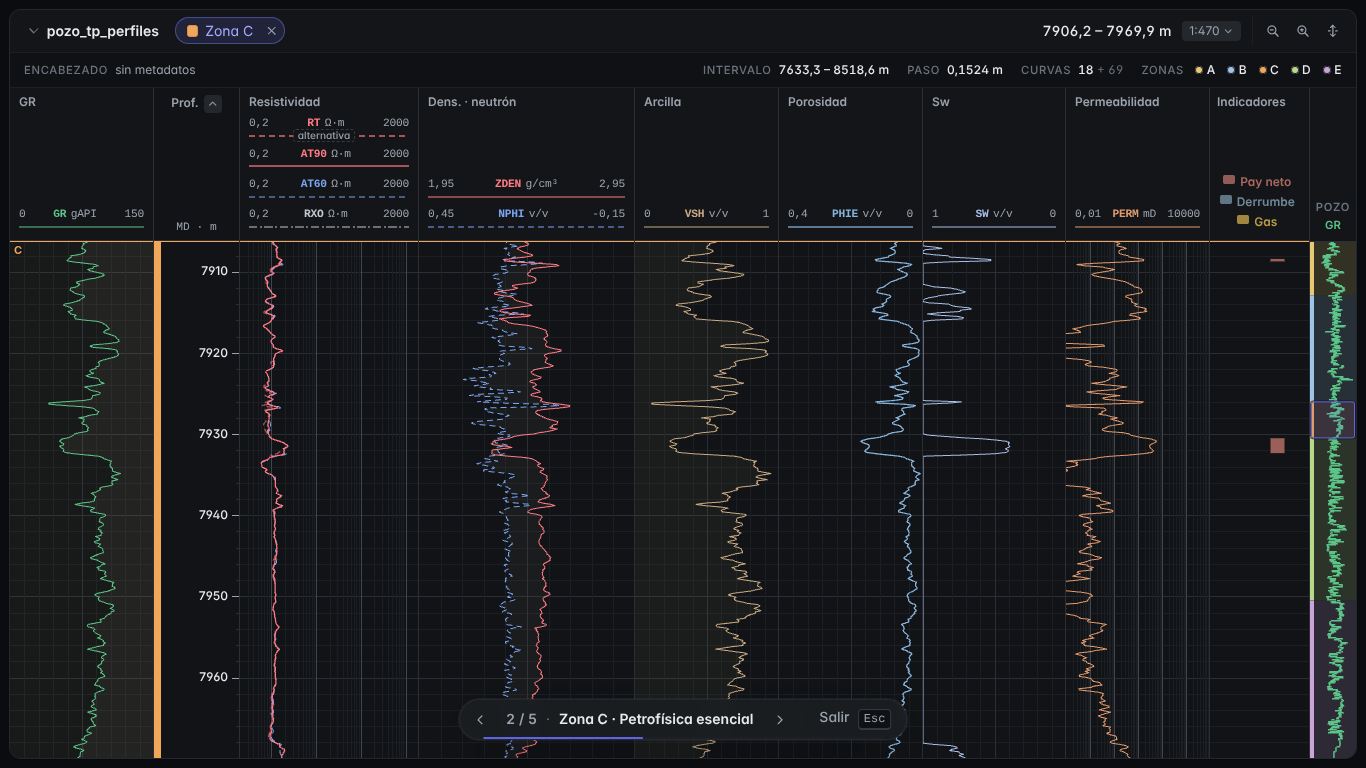 pozo_tp_perfiles Zona C 7906,2 – 7969,9 m 1:470
ENCABEZADO sin metadatos INTERVALO 7633,3 – 8518,6 m PASO 0,1524 m CURVAS 18 + 69 ZONAS A B C D E
GR Prof. Resistividad Dens. · neutrón Arcilla Porosidad Sw Permeabilidad Indicadores
0,2 RT Ω·m 2000
alternativa
0,2 AT90 Ω·m 2000
0,2 AT60 Ω·m 2000 1,95 ZDEN g/cm³ 2,95 Pay neto
Derrumbe
POZO
0 GR gAPI 150 MD · m 0,2 RXO Ω·m 2000 0,45 NPHI v/v -0,15 0 VSH v/v 1 0,4 PHIE v/v 0 1 SW v/v 0 0,01 PERM mD 10000 Gas GR
C
7910
7920
7930
7940
7950
7960
2 / 5 · Zona C · Petrofísica esencial Salir Esc